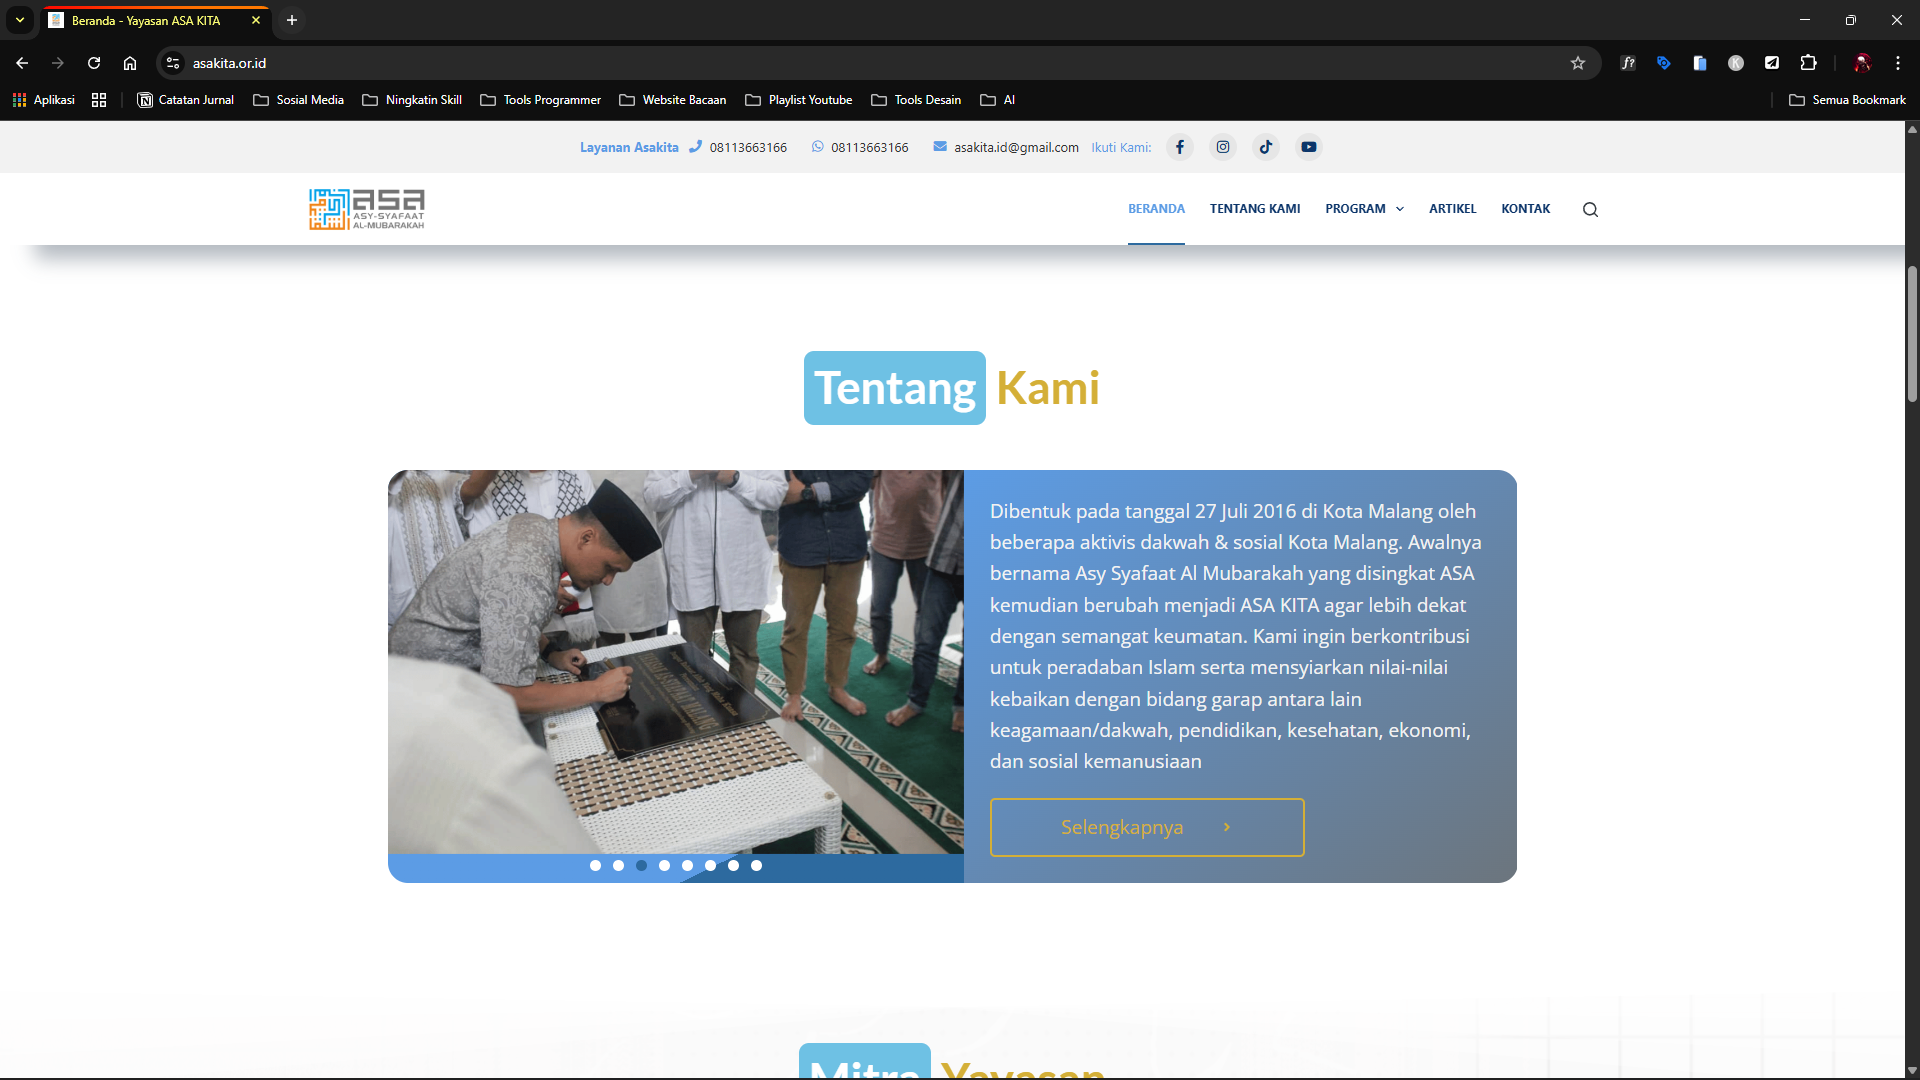 Beranda - Yayasan ASA KITA
asakita.or.id
Aplikasi
Catatan Jurnal
Sosial Media
Ningkatin Skill
Tools Programmer
Website Bacaan
Playlist Youtube
Tools Desain
AI
Semua Bookmark
Layanan Asakita 08113663166 08113663166 asakita.id@gmail.com Ikuti Kami:
asa
ASY-SYAFAAT
AL-MUBARAKAH
BERANDA TENTANG KAMI PROGRAM ARTIKEL KONTAK
Tentang Kami
Dibentuk pada tanggal 27 Juli 2016 di Kota Malang oleh
beberapa aktivis dakwah & sosial Kota Malang. Awalnya
bernama Asy Syafaat Al Mubarakah yang disingkat ASA
kemudian berubah menjadi ASA KITA agar lebih dekat
dengan semangat keumatan. Kami ingin berkontribusi
untuk peradaban Islam serta mensyiarkan nilai-nilai
kebaikan dengan bidang garap antara lain
keagamaan/dakwah, pendidikan, kesehatan, ekonomi,
dan sosial kemanusiaan
Selengkapnya
Mitra Yayasan